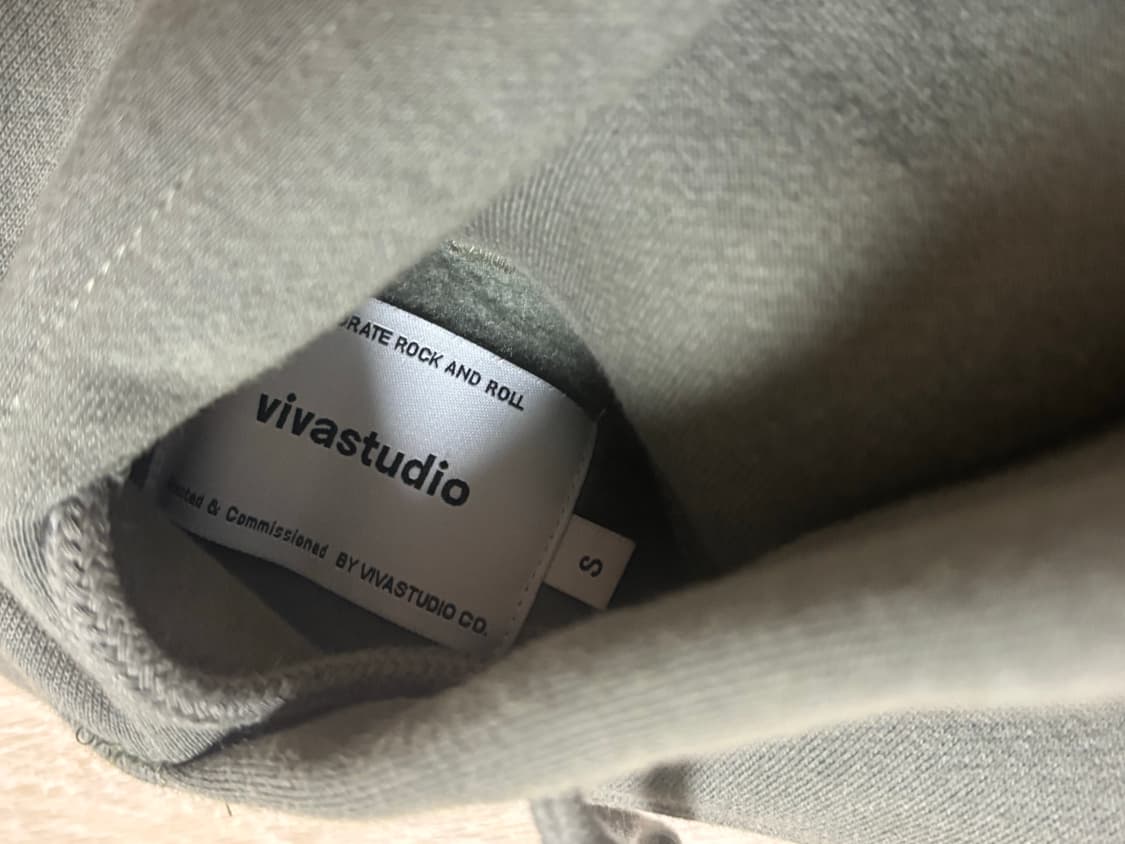 ROCK AND ROLL
vivastudio
& Commissioned BY VIVASTUDIO CO.
S